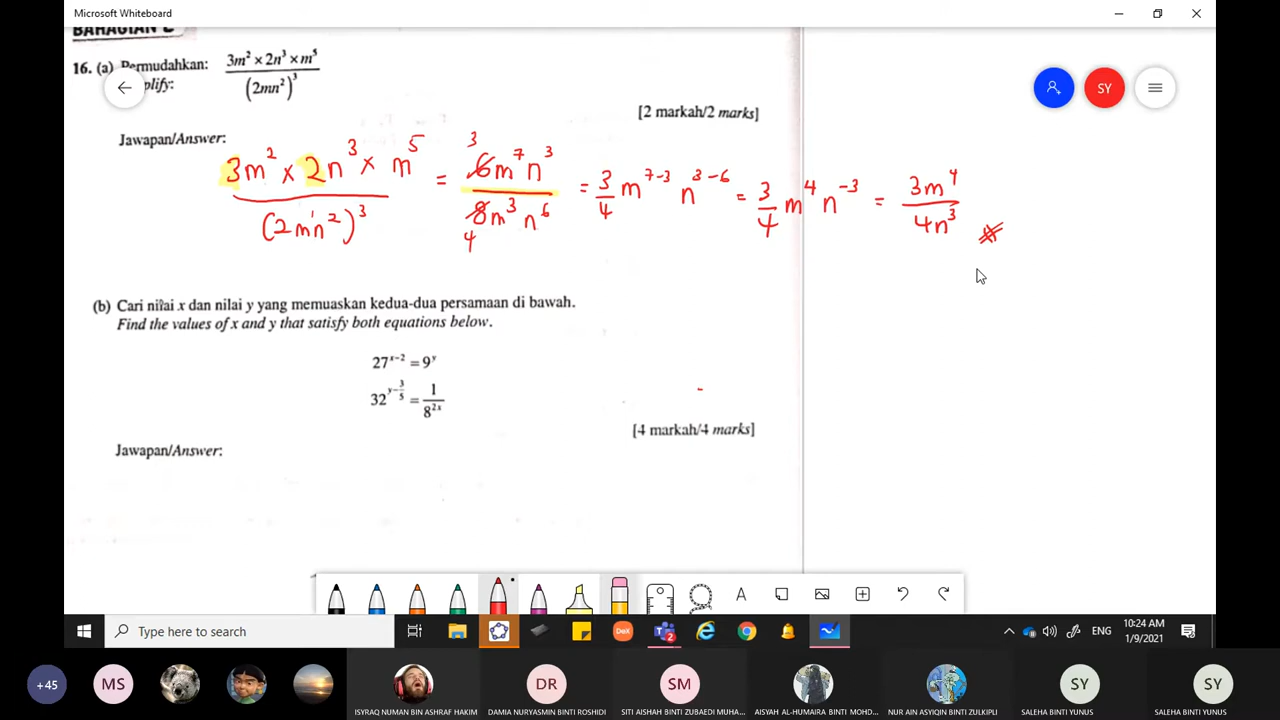 Microsoft Whiteboard
BAHAGIAN
16. (a) Permudahkan: 3m² × 2n³ × m⁵ / (2mn²)³
plify:
[2 markah/2 marks]
Jawapan/Answer:
3m² × 2n³ × m⁵ / (2m¹n²)³ = 3 6m⁷n³ / 8m³n⁶ 4 = 3/4 m⁷⁻³ n³⁻⁶ = 3/4 m⁴ n⁻³ = 3m⁴ / 4n³
(b) Cari nilai x dan nilai y yang memuaskan kedua-dua persamaan di bawah.
Find the values of x and y that satisfy both equations below.
27^(x−2) = 9^y
32^(y−3/5) = 1/8^(2x)
[4 markah/4 marks]
Jawapan/Answer:
SY
A
Type here to search
DeX
2
ENG
10:24 AM
1/9/2021
+45
MS
DR
SM
SY
SY
ISYRAQ NUMAN BIN ASHRAF HAKIM
DAMIA NURYASMIN BINTI ROSHIDI
SITI AISHAH BINTI ZUBAEDI MUHA...
AISYAH AL-HUMAIRA BINTI MOHD...
NUR AIN ASYIQIN BINTI ZULKIPLI
SALEHA BINTI YUNUS
SALEHA BINTI YUNUS